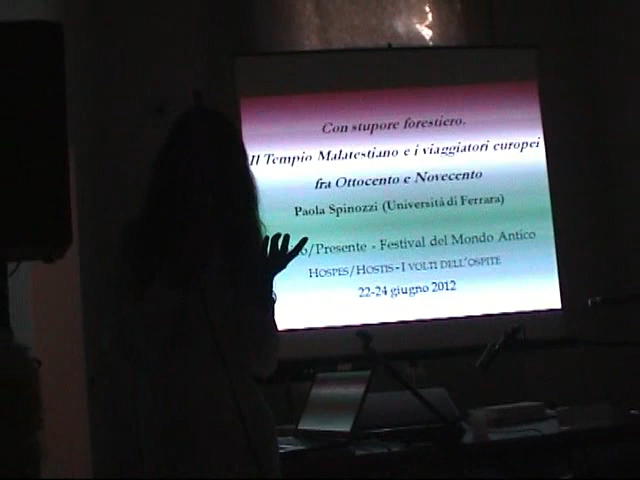 Con stupore forestiero.
Il Tempio Malatestiano e i viaggiatori europei
fra Ottocento e Novecento
Paola Spinozzi (Università di Ferrara)
/Presente - Festival del Mondo Antico
HOSPES/HOSTIS - I VOLTI DELL'OSPITE
22-24 giugno 2012